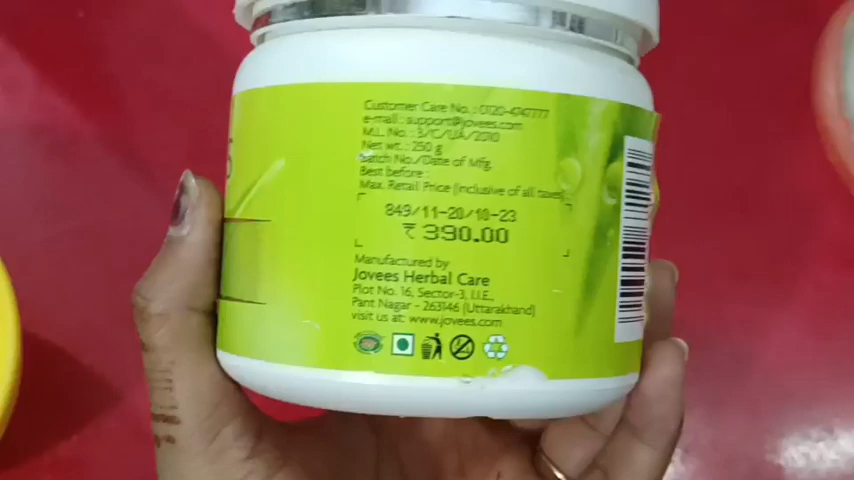 Customer Care No. : 0120-4747777
e-mail : support@jovees.com
M.L. No. : 3/C/UA/2010
Net wt. : 250 g
Batch No./Date of Mfg.
Best before :
Max. Retail Price (inclusive of all taxes)
849/11-20/10-23
₹ 390.00
Manufactured by
Jovees Herbal Care
Plot No. 16, Sector-3, I.I.E.,
Pant Nagar - 263146 (Uttarakhand)
visit us at: www.jovees.com